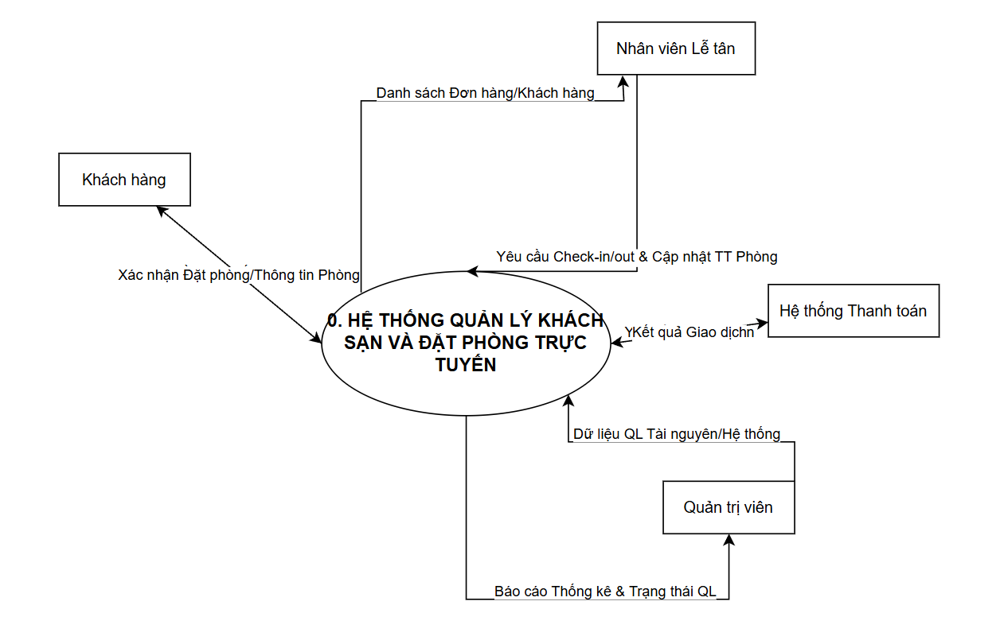 Nhân viên Lễ tân
Danh sách Đơn hàng/Khách hàng
Khách hàng
Yêu cầu Check-in/out & Cập nhật TT Phòng
Xác nhận Đặt phòng/Thông tin Phòng
Hệ thống Thanh toán
0. HỆ THỐNG QUẢN LÝ KHÁCH
SẠN VÀ ĐẶT PHÒNG TRỰC
TUYẾN
Kết quả Giao dịch
Dữ liệu QL Tài nguyên/Hệ thống
Quản trị viên
Báo cáo Thống kê & Trạng thái QL